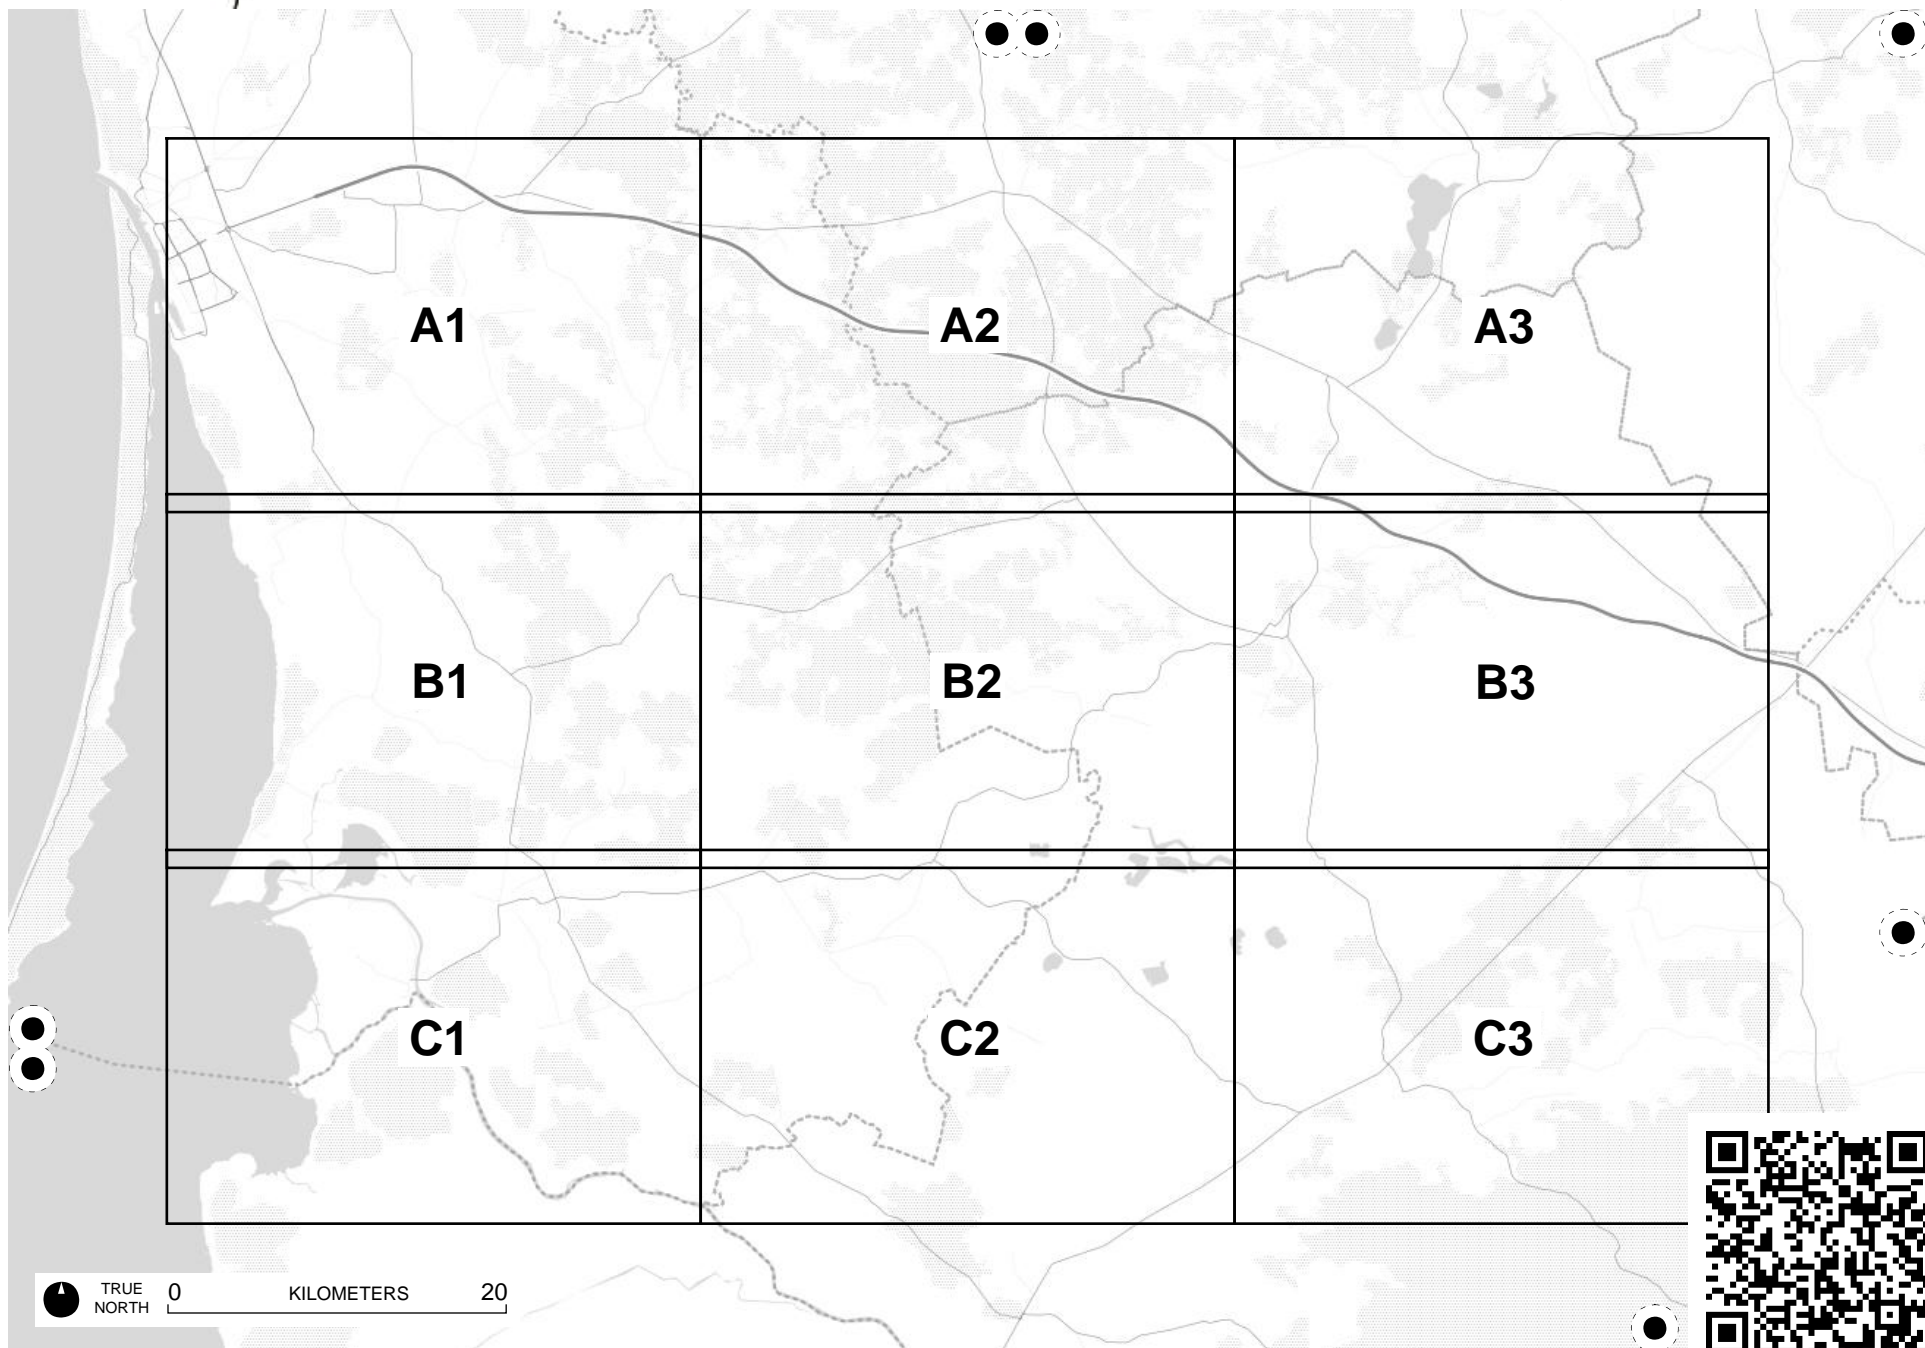 A1 A2 A3
B1 B2 B3
C1 C2 C3
TRUE NORTH
0 KILOMETERS 20